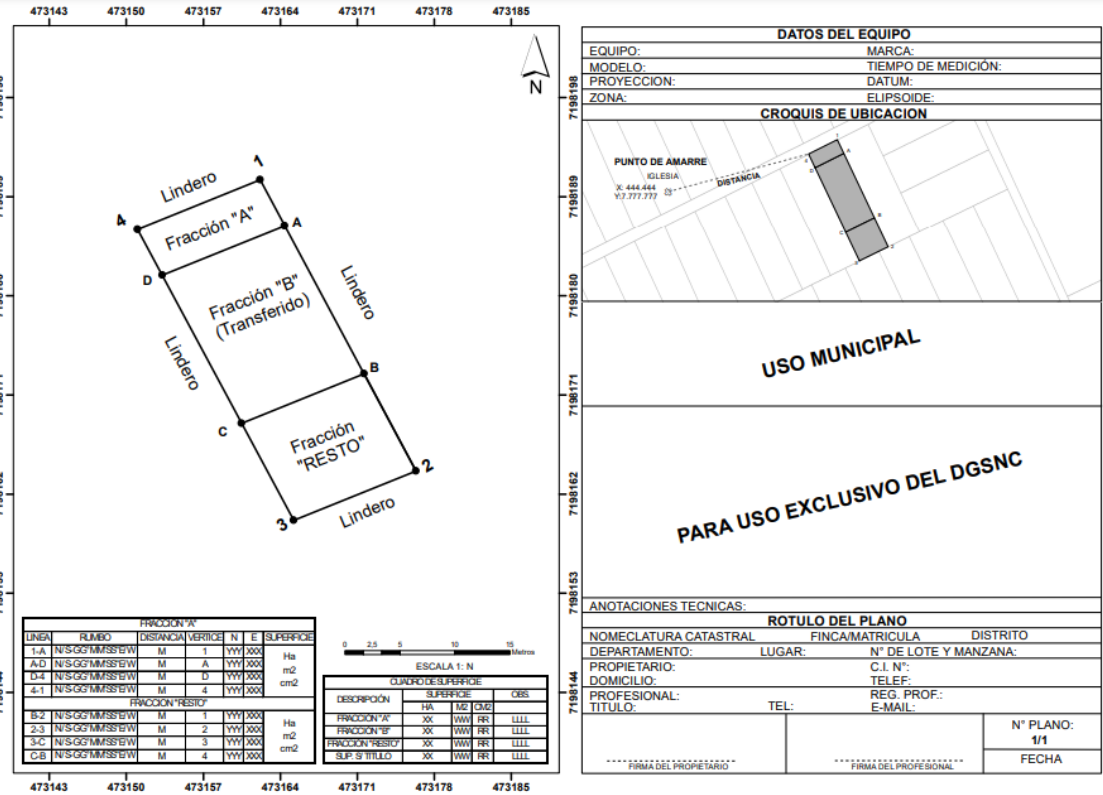 473143 473150 473157 473164 473171 473178 473185
N
7198198
7198189
7198180
7198171
7198162
7198153
7198144
1
Lindero
4
Fracción "A"
A
D
Fracción "B"
(Transferido)
Lindero
Lindero
B
C
Fracción
"RESTO"
2
3
Lindero
FRACCION "A"
LINEA RUMBO DISTANCIA VERTICE N E SUPERFICIE
1-A N/S-GG°MM'SS"E/W M 1 YYY XXX
A-D N/S-GG°MM'SS"E/W M A YYY XXX
D-4 N/S-GG°MM'SS"E/W M D YYY XXX
4-1 N/S-GG°MM'SS"E/W M 4 YYY XXX
Ha
m2
cm2
FRACCION "RESTO"
B-2 N/S-GG°MM'SS"E/W M 1 YYY XXX
2-3 N/S-GG°MM'SS"E/W M 2 YYY XXX
3-C N/S-GG°MM'SS"E/W M 3 YYY XXX
C-B N/S-GG°MM'SS"E/W M 4 YYY XXX
Ha
m2
cm2
0 2,5 5 10 15
Metros
ESCALA 1: N
CUADRO DE SUPERFICIE
DESCRIPCIÓN SUPERFICIE OBS.
HA M2 CM2
FRACCIÓN "A" XX WW RR LLLL
FRACCION "B" XX WW RR LLLL
FRACCION "RESTO" XX WW RR LLLL
SUP. S/ TITULO XX WW RR LLLL
473143 473150 473157 473164 473171 473178 473185
DATOS DEL EQUIPO
EQUIPO: MARCA:
MODELO: TIEMPO DE MEDICIÓN:
PROYECCION: DATUM:
ZONA: ELIPSOIDE:
CROQUIS DE UBICACION
PUNTO DE AMARRE
IGLESIA
X: 444.444
Y:7.777.777
DISTANCIA
USO MUNICIPAL
PARA USO EXCLUSIVO DEL DGSNC
ANOTACIONES TECNICAS:
ROTULO DEL PLANO
NOMECLATURA CATASTRAL FINCA/MATRICULA DISTRITO
DEPARTAMENTO: LUGAR: N° DE LOTE Y MANZANA:
PROPIETARIO: C.I. N°:
DOMICILIO: TELEF:
PROFESIONAL: REG. PROF.:
TITULO: TEL: E-MAIL:
N° PLANO:
1/1
FECHA
FIRMA DEL PROPIETARIO
FIRMA DEL PROFESIONAL